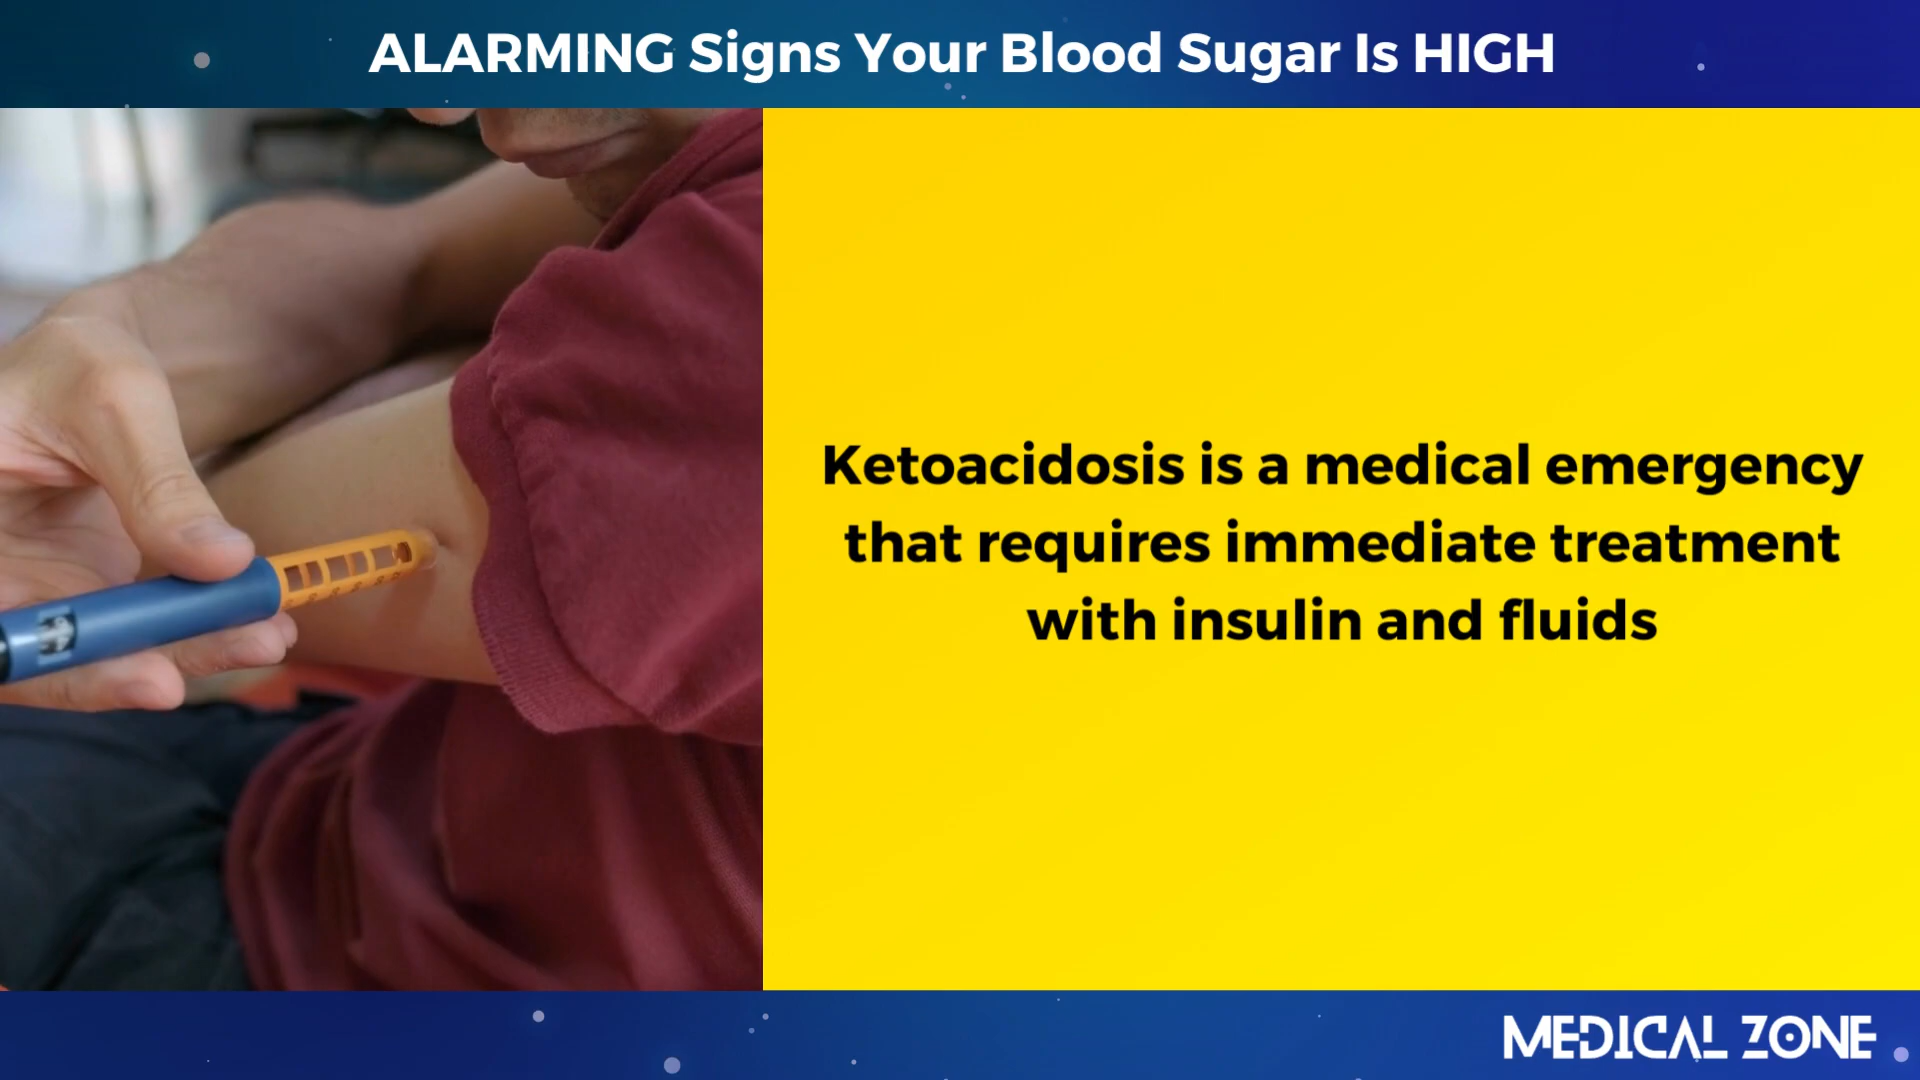 ALARMING Signs Your Blood Sugar Is HIGH
Ketoacidosis is a medical emergency
that requires immediate treatment
with insulin and fluids
MEDICAL ZONE